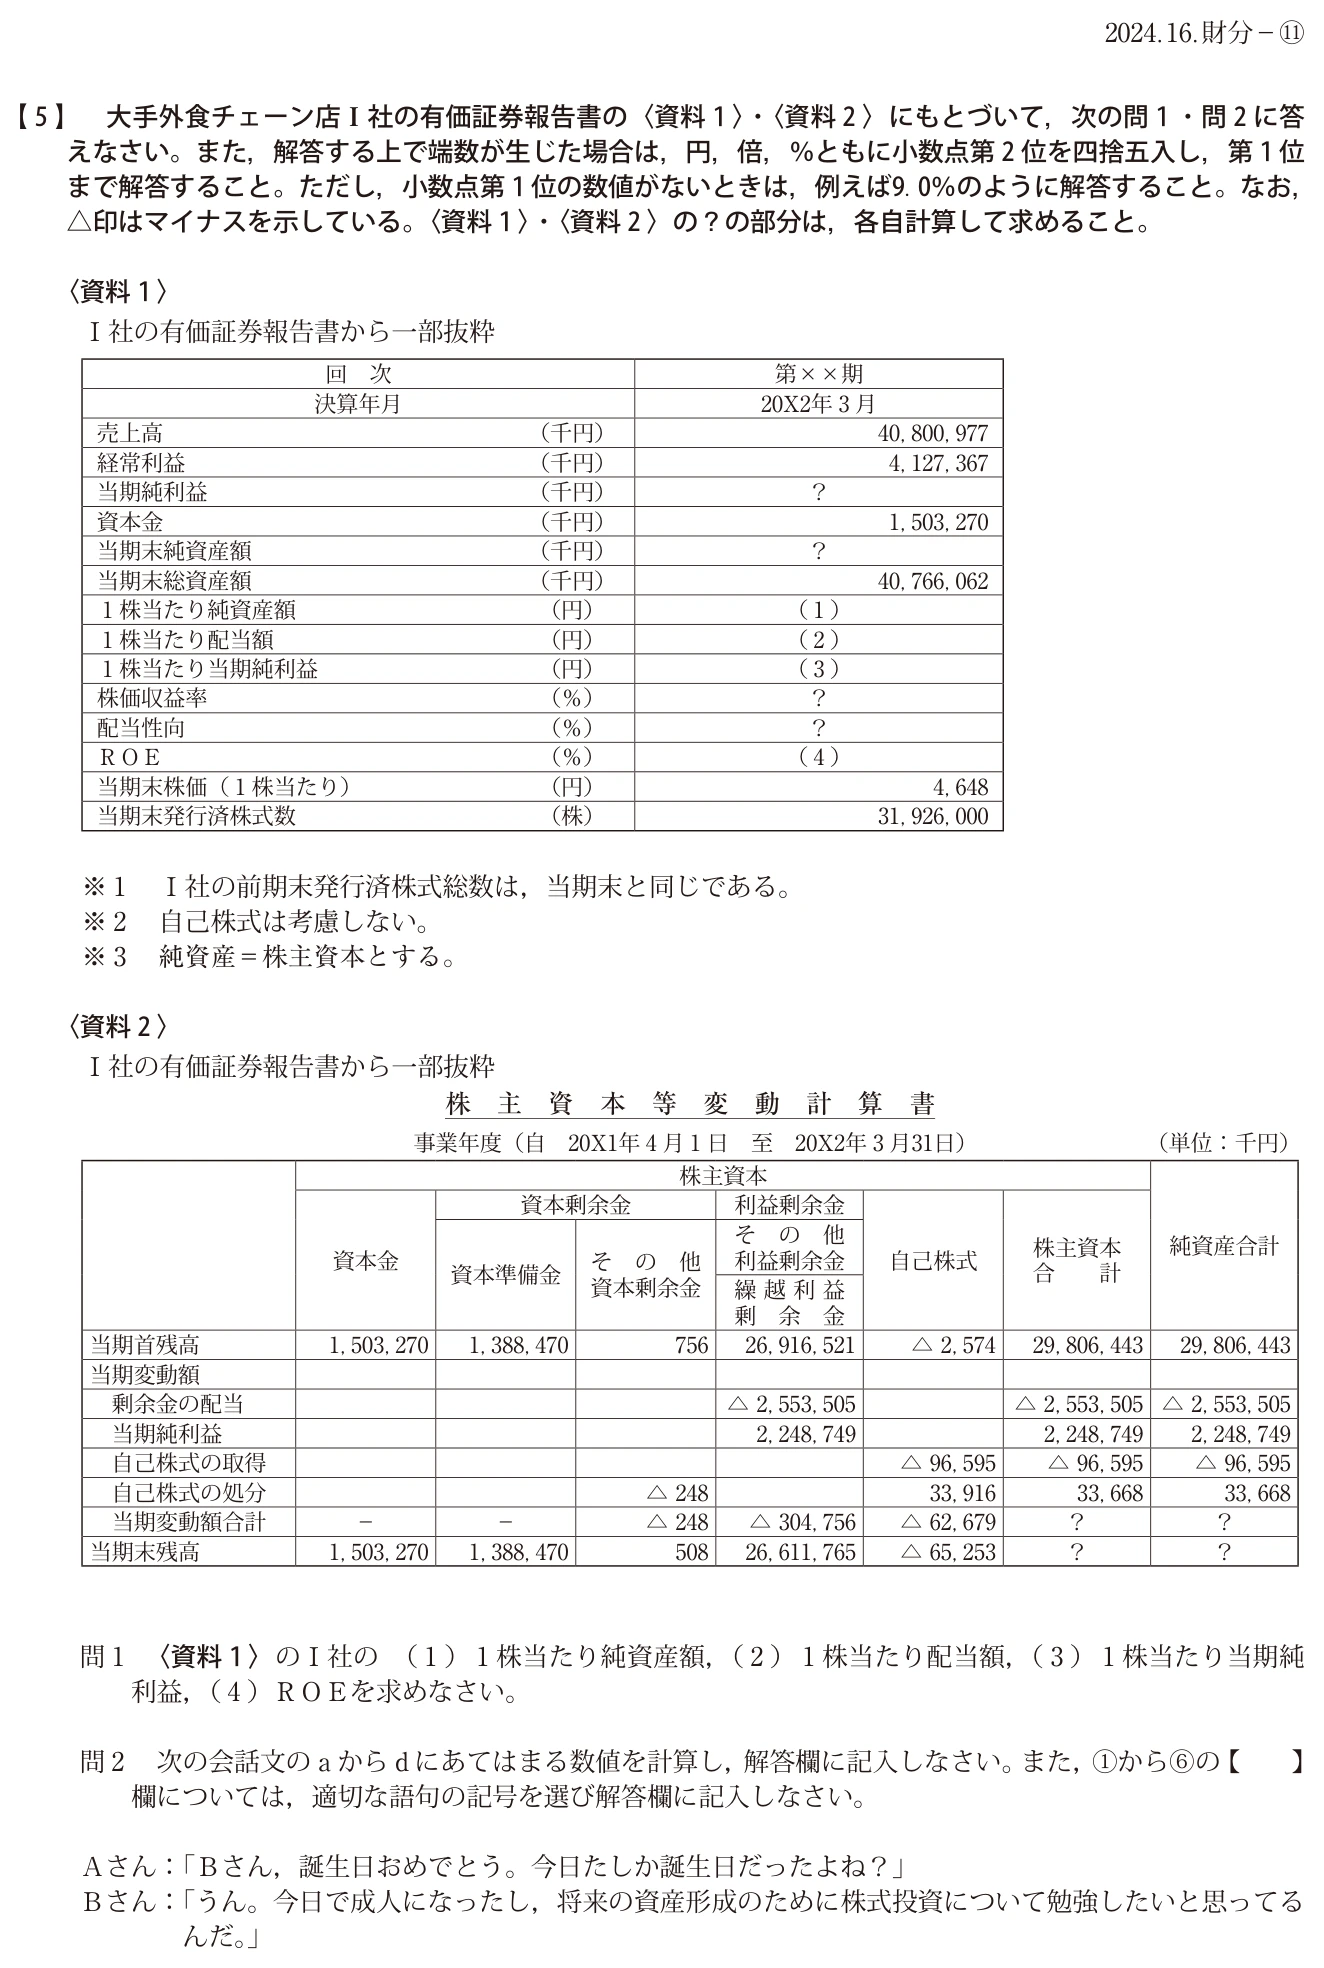 2024.16.財分－⑪
【5】　大手外食チェーン店Ⅰ社の有価証券報告書の〈資料1〉・〈資料2〉にもとづいて，次の問1・問2に答
えなさい。また，解答する上で端数が生じた場合は，円，倍，％ともに小数点第2位を四捨五入し，第1位
まで解答すること。ただし，小数点第1位の数値がないときは，例えば9.0％のように解答すること。なお，
△印はマイナスを示している。〈資料1〉・〈資料2〉の？の部分は，各自計算して求めること。
〈資料1〉
Ⅰ社の有価証券報告書から一部抜粋
回　次　第××期
決算年月　20X2年3月
売上高　（千円）　40,800,977
経常利益　（千円）　4,127,367
当期純利益　（千円）　？
資本金　（千円）　1,503,270
当期末純資産額　（千円）　？
当期末総資産額　（千円）　40,766,062
1株当たり純資産額　（円）　（1）
1株当たり配当額　（円）　（2）
1株当たり当期純利益　（円）　（3）
株価収益率　（％）　？
配当性向　（％）　？
ＲＯＥ　（％）　（4）
当期末株価（1株当たり）　（円）　4,648
当期末発行済株式数　（株）　31,926,000
※1　Ⅰ社の前期末発行済株式総数は，当期末と同じである。
※2　自己株式は考慮しない。
※3　純資産＝株主資本とする。
〈資料2〉
Ⅰ社の有価証券報告書から一部抜粋
株主資本等変動計算書
事業年度（自　20X1年4月1日　至　20X2年3月31日）　（単位：千円）
株主資本
資本剰余金　利益剰余金
資本金　資本準備金　その他資本剰余金　その他利益剰余金　繰越利益剰余金　自己株式　株主資本合計　純資産合計
当期首残高　1,503,270　1,388,470　756　26,916,521　△2,574　29,806,443　29,806,443
当期変動額
剰余金の配当　△2,553,505　△2,553,505　△2,553,505
当期純利益　2,248,749　2,248,749　2,248,749
自己株式の取得　△96,595　△96,595　△96,595
自己株式の処分　△248　33,916　33,668　33,668
当期変動額合計　－　－　△248　△304,756　△62,679　？　？
当期末残高　1,503,270　1,388,470　508　26,611,765　△65,253　？　？
問1　〈資料1〉のⅠ社の　（1）1株当たり純資産額，（2）1株当たり配当額，（3）1株当たり当期純
利益，（4）ＲＯＥを求めなさい。
問2　次の会話文のaからdにあてはまる数値を計算し，解答欄に記入しなさい。また，①から⑥の【　　】
欄については，適切な語句の記号を選び解答欄に記入しなさい。
Aさん：「Bさん，誕生日おめでとう。今日たしか誕生日だったよね？」
Bさん：「うん。今日で成人になったし，将来の資産形成のために株式投資について勉強したいと思ってる
んだ。」